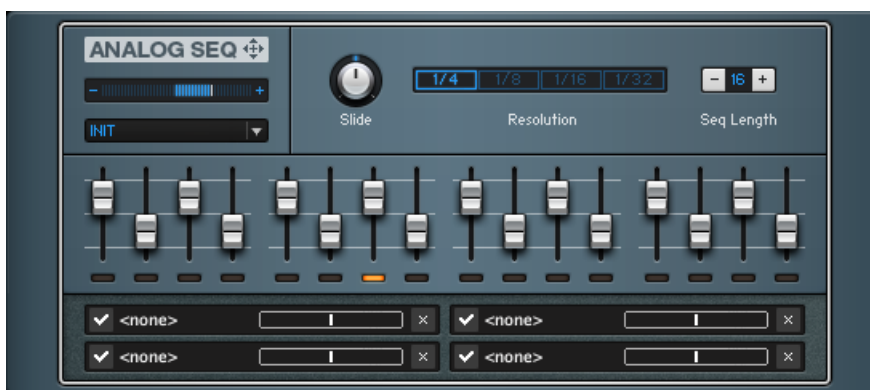 ANALOG SEQ
- +
INIT
Slide
1/4 1/8 1/16 1/32
Resolution
- 16 +
Seq Length
<none>
<none>
<none>
<none>